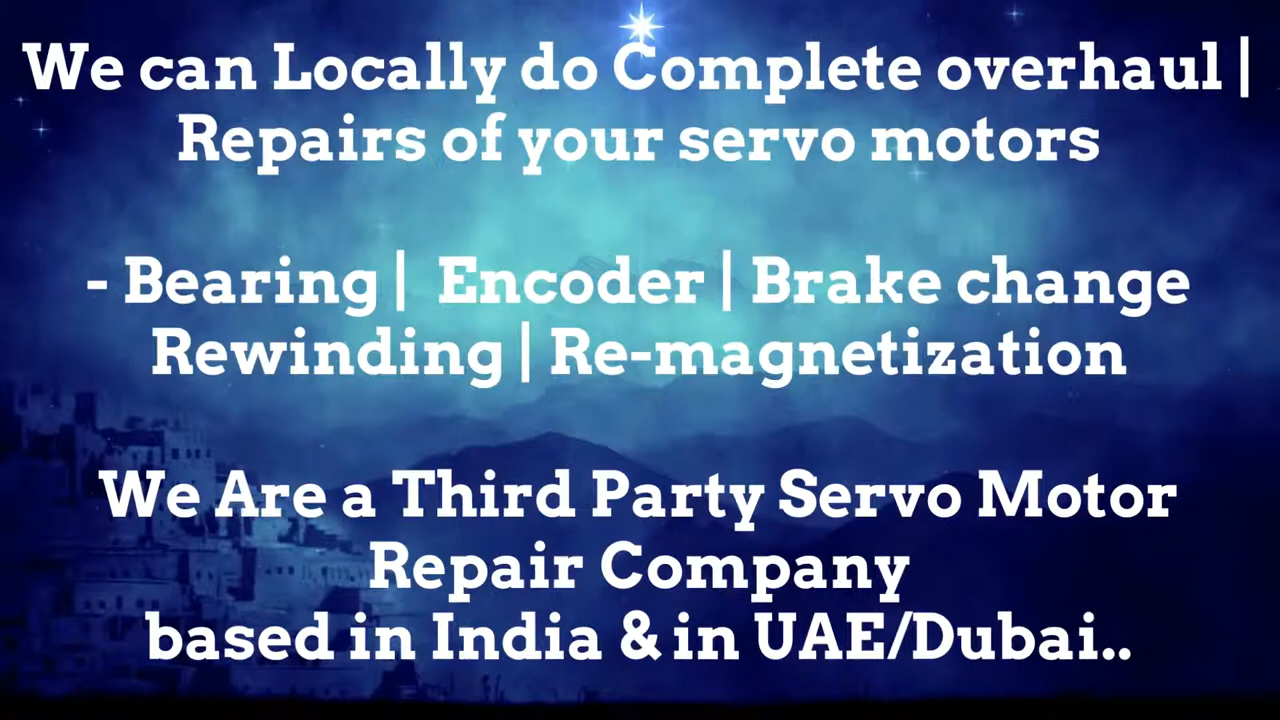 We can Locally do Complete overhaul |
Repairs of your servo motors
- Bearing | Encoder | Brake change
Rewinding | Re-magnetization
We Are a Third Party Servo Motor
Repair Company
based in India & in UAE/Dubai..